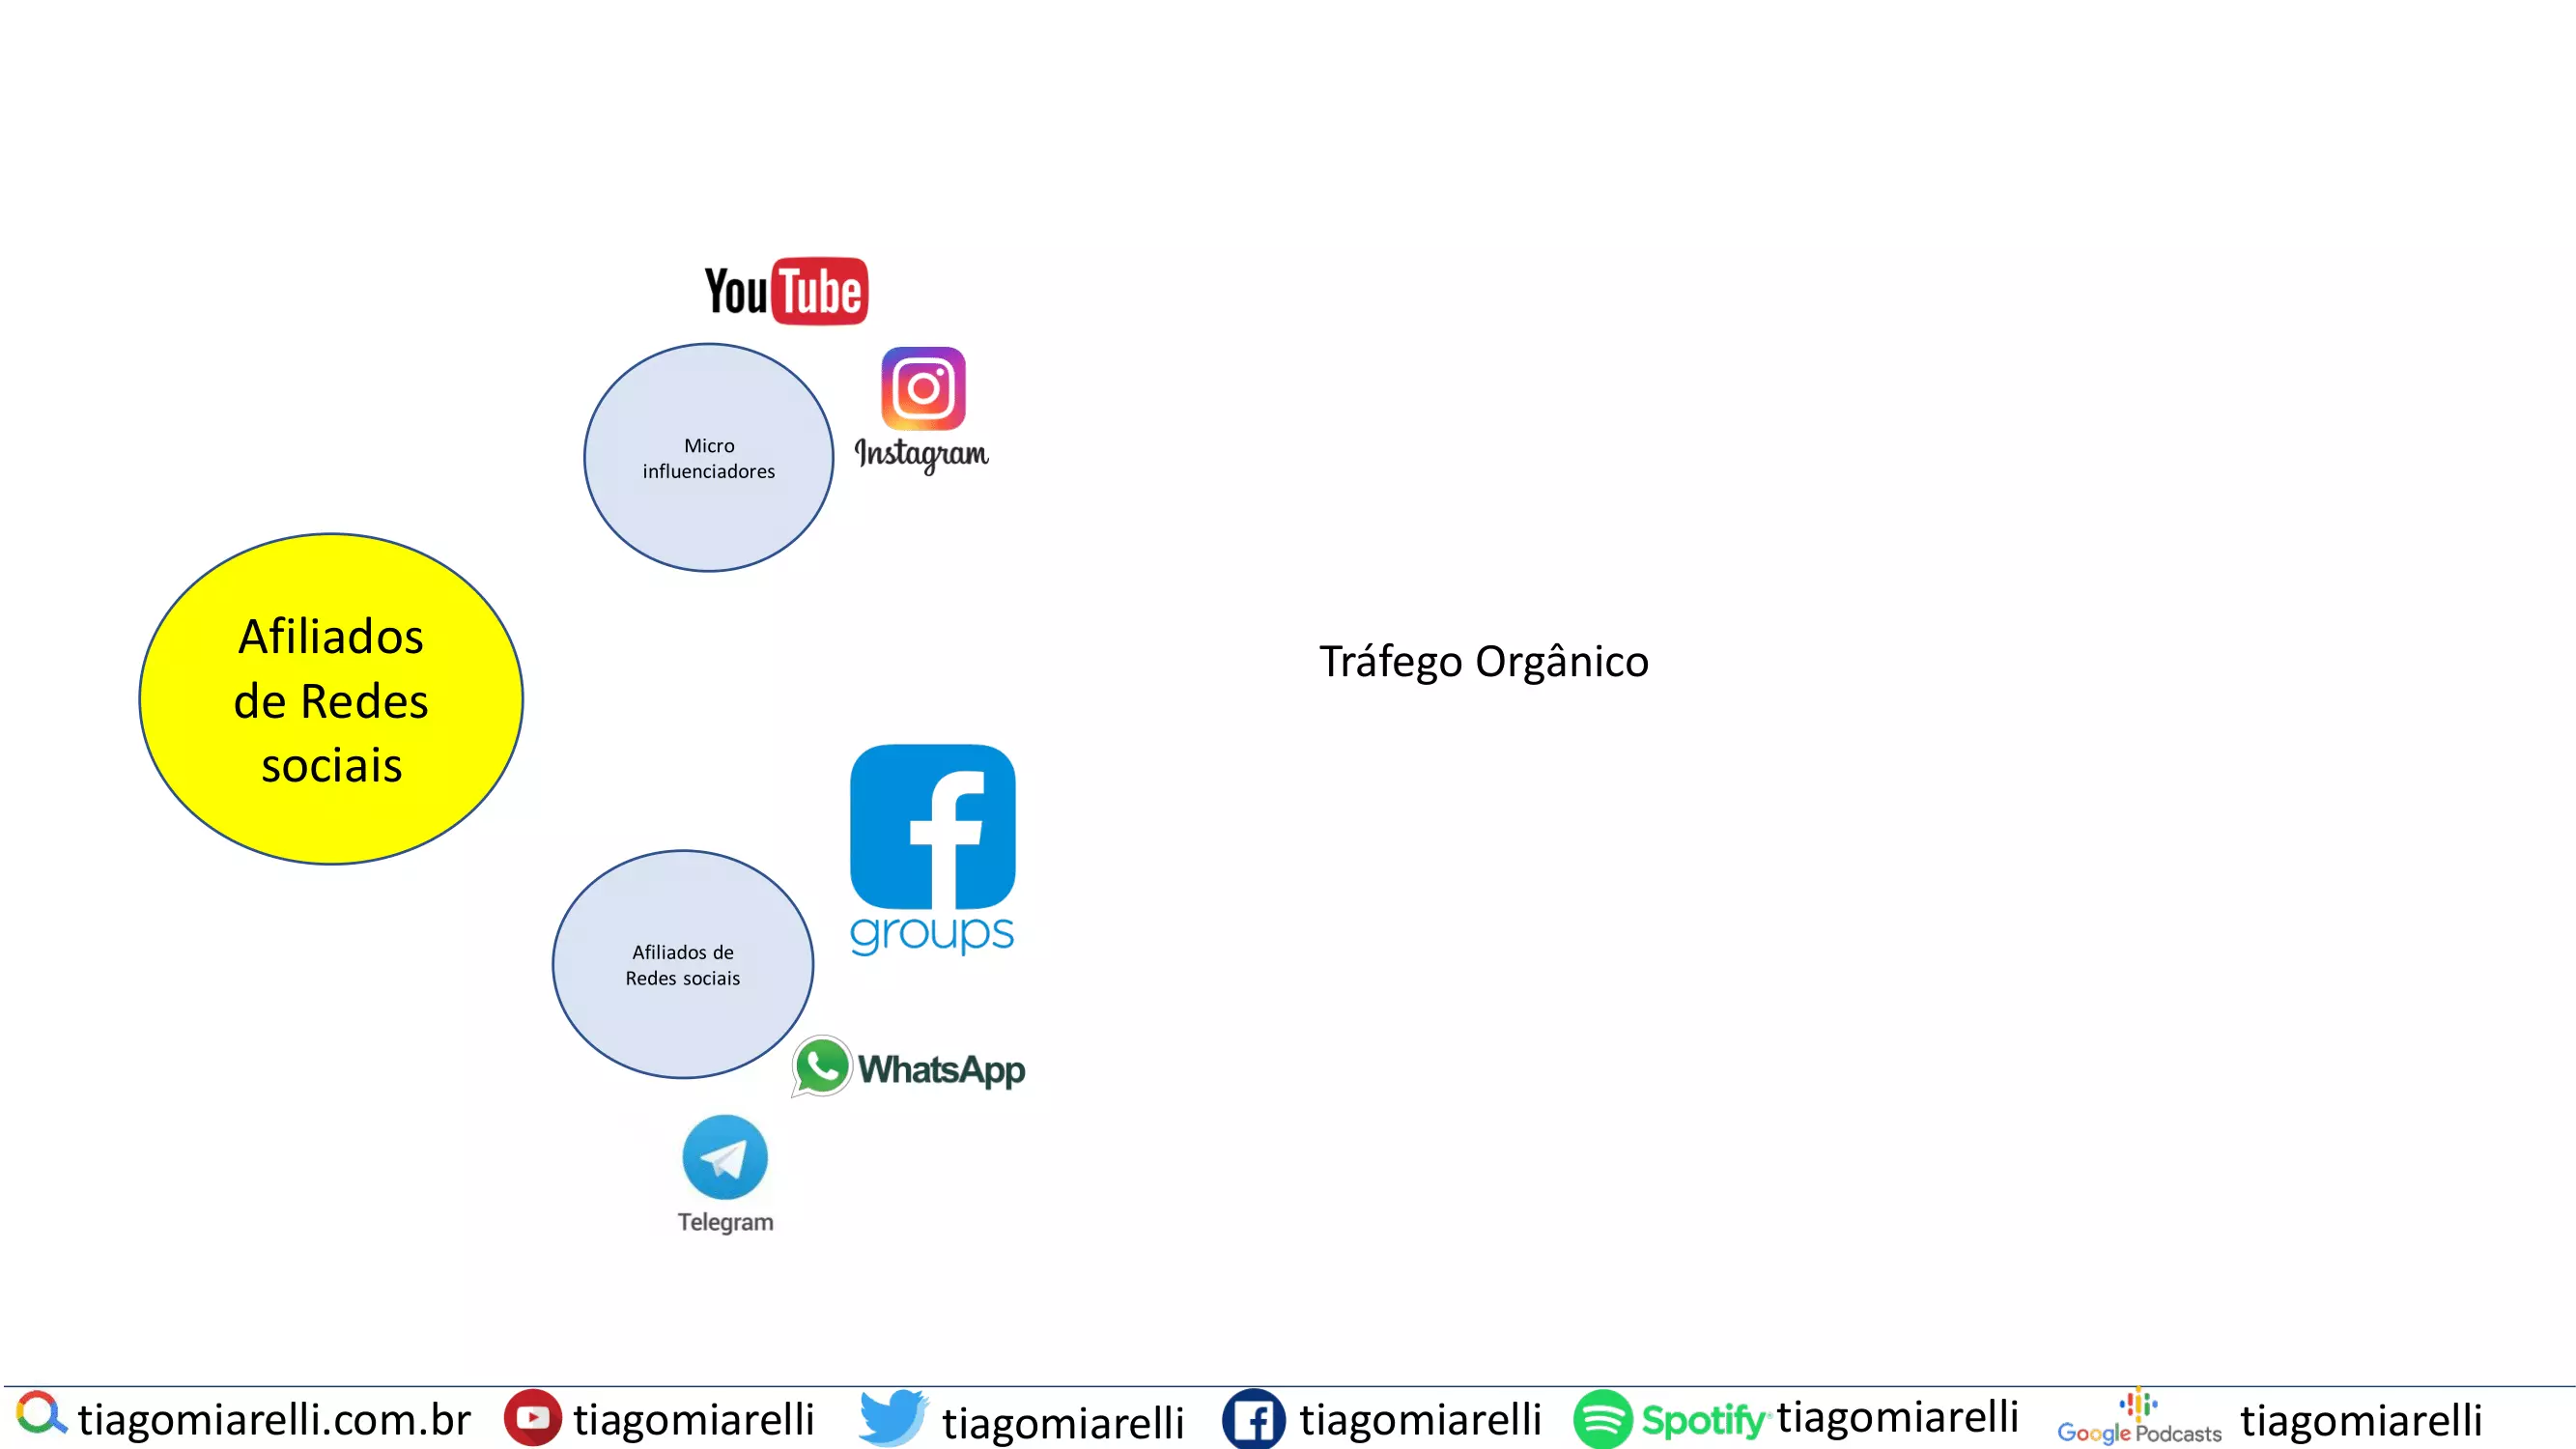 YouTube
Instagram
Micro
influenciadores
Afiliados
de Redes
sociais
Tráfego Orgânico
groups
Afiliados de
Redes sociais
WhatsApp
Telegram
tiagomiarelli.com.br tiagomiarelli tiagomiarelli tiagomiarelli Spotify tiagomiarelli Google Podcasts tiagomiarelli